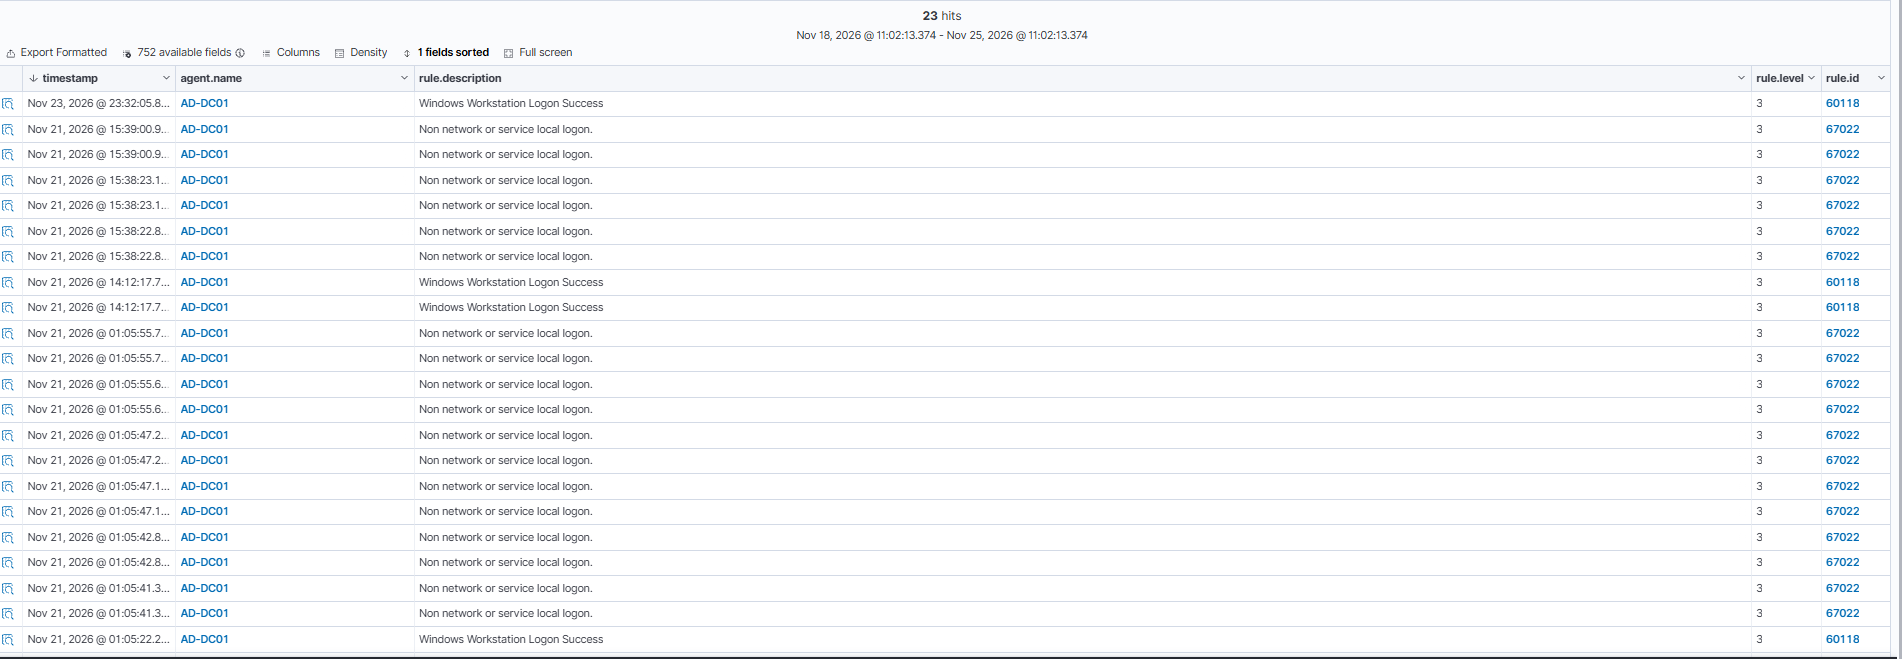 23 hits
Nov 18, 2026 @ 11:02:13.374 - Nov 25, 2026 @ 11:02:13.374
Export Formatted 752 available fields Columns Density 1 fields sorted Full screen
timestamp agent.name rule.description rule.level rule.id
Nov 23, 2026 @ 23:32:05.8... AD-DC01 Windows Workstation Logon Success 3 60118
Nov 21, 2026 @ 15:39:00.9... AD-DC01 Non network or service local logon. 3 67022
Nov 21, 2026 @ 15:39:00.9... AD-DC01 Non network or service local logon. 3 67022
Nov 21, 2026 @ 15:38:23.1... AD-DC01 Non network or service local logon. 3 67022
Nov 21, 2026 @ 15:38:23.1... AD-DC01 Non network or service local logon. 3 67022
Nov 21, 2026 @ 15:38:22.8... AD-DC01 Non network or service local logon. 3 67022
Nov 21, 2026 @ 15:38:22.8... AD-DC01 Non network or service local logon. 3 67022
Nov 21, 2026 @ 14:12:17.7... AD-DC01 Windows Workstation Logon Success 3 60118
Nov 21, 2026 @ 14:12:17.7... AD-DC01 Windows Workstation Logon Success 3 60118
Nov 21, 2026 @ 01:05:55.7... AD-DC01 Non network or service local logon. 3 67022
Nov 21, 2026 @ 01:05:55.7... AD-DC01 Non network or service local logon. 3 67022
Nov 21, 2026 @ 01:05:55.6... AD-DC01 Non network or service local logon. 3 67022
Nov 21, 2026 @ 01:05:55.6... AD-DC01 Non network or service local logon. 3 67022
Nov 21, 2026 @ 01:05:47.2... AD-DC01 Non network or service local logon. 3 67022
Nov 21, 2026 @ 01:05:47.2... AD-DC01 Non network or service local logon. 3 67022
Nov 21, 2026 @ 01:05:47.1... AD-DC01 Non network or service local logon. 3 67022
Nov 21, 2026 @ 01:05:47.1... AD-DC01 Non network or service local logon. 3 67022
Nov 21, 2026 @ 01:05:42.8... AD-DC01 Non network or service local logon. 3 67022
Nov 21, 2026 @ 01:05:42.8... AD-DC01 Non network or service local logon. 3 67022
Nov 21, 2026 @ 01:05:41.3... AD-DC01 Non network or service local logon. 3 67022
Nov 21, 2026 @ 01:05:41.3... AD-DC01 Non network or service local logon. 3 67022
Nov 21, 2026 @ 01:05:22.2... AD-DC01 Windows Workstation Logon Success 3 60118